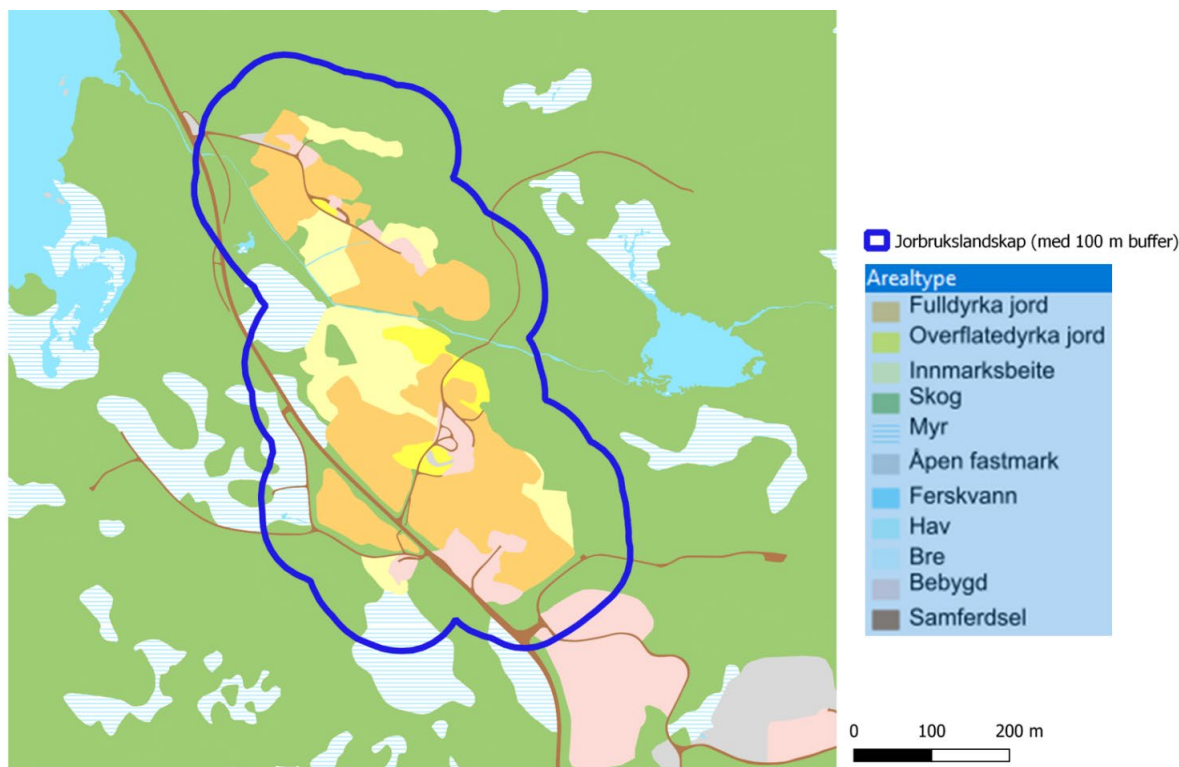 Jorbrukslandskap (med 100 m buffer)
Arealtype
Fulldyrka jord
Overflatedyrka jord
Innmarksbeite
Skog
Myr
Åpen fastmark
Ferskvann
Hav
Bre
Bebygd
Samferdsel
0 100 200 m